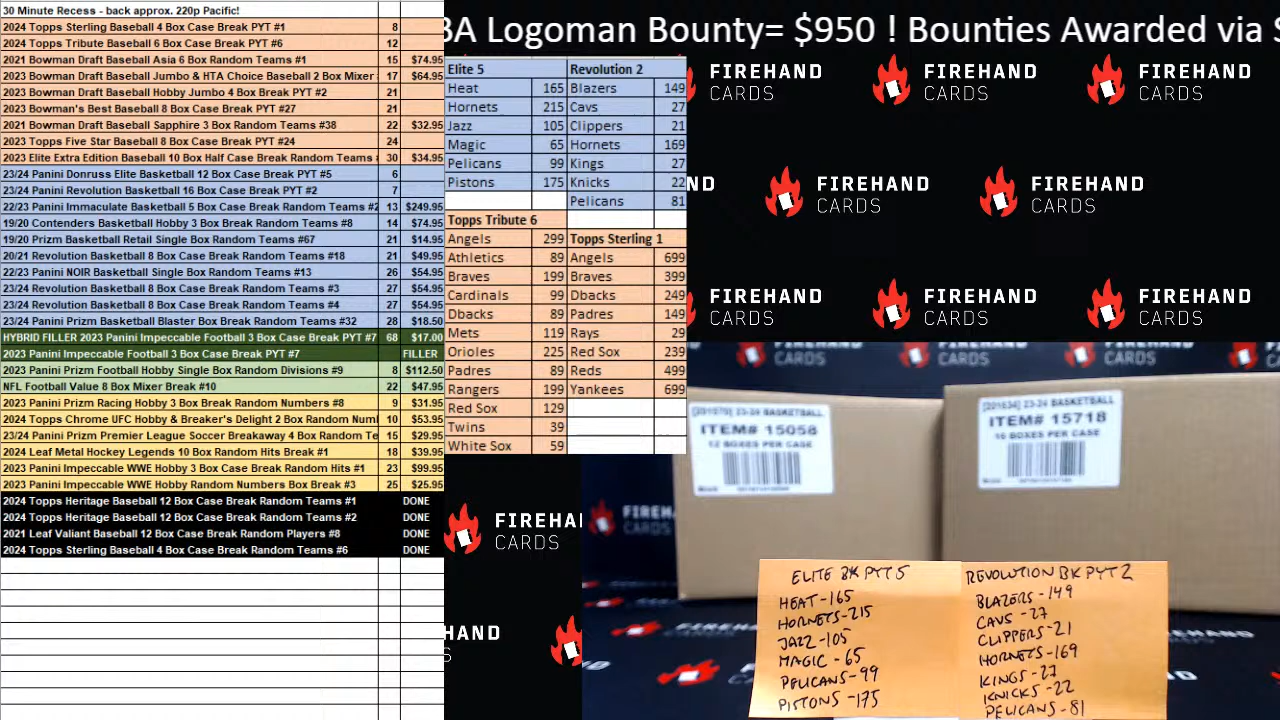 30 Minute Recess - back approx. 220p Pacific!
2024 Topps Sterling Baseball 4 Box Case Break PYT #1 8
2024 Topps Tribute Baseball 6 Box Case Break PYT #6 12
2021 Bowman Draft Baseball Asia 6 Box Random Teams #1 15 $74.95
2023 Bowman Draft Baseball Jumbo & HTA Choice Baseball 2 Box Mixer 17 $64.95
2023 Bowman Draft Baseball Hobby Jumbo 4 Box PYT #2 21
2023 Bowman's Best Baseball 8 Box Case Break PYT #27 21
2021 Bowman Draft Baseball Sapphire 3 Box Random Teams #38 22 $32.95
2023 Topps Five Star Baseball 8 Box Case Break PYT #24 24
2023 Elite Extra Edition Baseball 10 Box Half Case Break Random Teams 30 $34.95
23/24 Panini Donruss Elite Basketball 12 Box Case Break PYT #5 6
23/24 Panini Revolution Basketball 16 Box Case Break PYT #2 7
22/23 Panini Immaculate Basketball 5 Box Case Break Random Teams #2 13 $249.95
19/20 Contenders Basketball Hobby 3 Box Break Random Teams #8 14 $74.95
19/20 Prizm Basketball Retail Single Box Random Teams #67 21 $14.95
20/21 Revolution Basketball 8 Box Case Break Random Teams #18 21 $49.95
22/23 Panini NOIR Basketball Single Box Random Teams #13 26 $54.95
23/24 Revolution Basketball 8 Box Case Break Random Teams #3 27 $54.95
23/24 Revolution Basketball 8 Box Case Break Random Teams #4 27 $54.95
23/24 Panini Prizm Basketball Blaster Box Break Random Teams #32 28 $18.50
HYBRID FILLER 2023 Panini Impeccable Football 3 Box Case Break PYT #7 68 $17.00
2023 Panini Impeccable Football 3 Box Case Break PYT #7 FILLER
2023 Panini Prizm Football Hobby Single Box Random Divisions #9 8 $112.50
NFL Football Value 8 Box Mixer Break #10 22 $47.95
2023 Panini Prizm Racing Hobby 3 Box Break Random Numbers #8 9 $31.95
2024 Topps Chrome UFC Hobby & Breaker's Delight 2 Box Random Num 10 $53.95
23/24 Panini Prizm Premier League Soccer Breakaway 4 Box Random Te 15 $29.95
2024 Leaf Metal Hockey Legends 10 Box Random Hits Break #1 18 $39.95
2023 Panini Impeccable WWE Hobby 3 Box Case Break Random Hits #1 23 $99.95
2023 Panini Impeccable WWE Hobby Random Numbers Box Break #3 25 $25.95
2024 Topps Heritage Baseball 12 Box Case Break Random Teams #1 DONE
2024 Topps Heritage Baseball 12 Box Case Break Random Teams #2 DONE
2021 Leaf Valiant Baseball 12 Box Case Break Random Players #8 DONE
2024 Topps Sterling Baseball 4 Box Case Break Random Teams #6 DONE
BA Logoman Bounty= $950 ! Bounties Awarded via
Elite 5
Heat 165
Hornets 215
Jazz 105
Magic 65
Pelicans 99
Pistons 175
Revolution 2
Blazers 149
Cavs 27
Clippers 21
Hornets 169
Kings 27
Knicks 22
Pelicans 81
Topps Tribute 6
Angels 299
Athletics 89
Braves 199
Cardinals 99
Dbacks 89
Mets 119
Orioles 225
Padres 89
Rangers 199
Red Sox 129
Twins 39
White Sox 59
Topps Sterling 1
Angels 699
Braves 399
Dbacks 249
Padres 149
Rays 29
Red Sox 239
Reds 499
Yankees 699
FIREHAND
CARDS
FIREHAND
CARDS
FIREHAND
CARDS
ND
FIREHAND
CARDS
FIREHAND
CARDS
FIREHAND
CARDS
FIREHAND
CARDS
FIREHAND
CARDS
FIREHA
CARDS
HAND
23-24 BASKETBALL
ITEM# 15058
12 BOXES PER CASE
23-24 BASKETBALL
ITEM# 15718
16 BOXES PER CASE
ELITE BK PYT 5
HEAT -165
HORNETS -215
JAZZ -105
MAGIC - 65
PELICANS -99
PISTONS -175
REVOLUTION BK PYT 2
BLAZERS -149
CAVS -27
CLIPPERS -21
HORNETS -169
KINGS -27
KNICKS -22
PELICANS -81